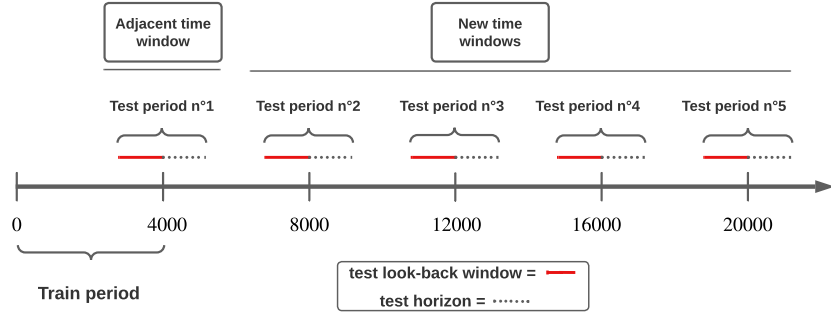 Adjacent time
window
New time
windows
Test period n°1
Test period n°2
Test period n°3
Test period n°4
Test period n°5
0
4000
8000
12000
16000
20000
Train period
test look-back window =
test horizon =